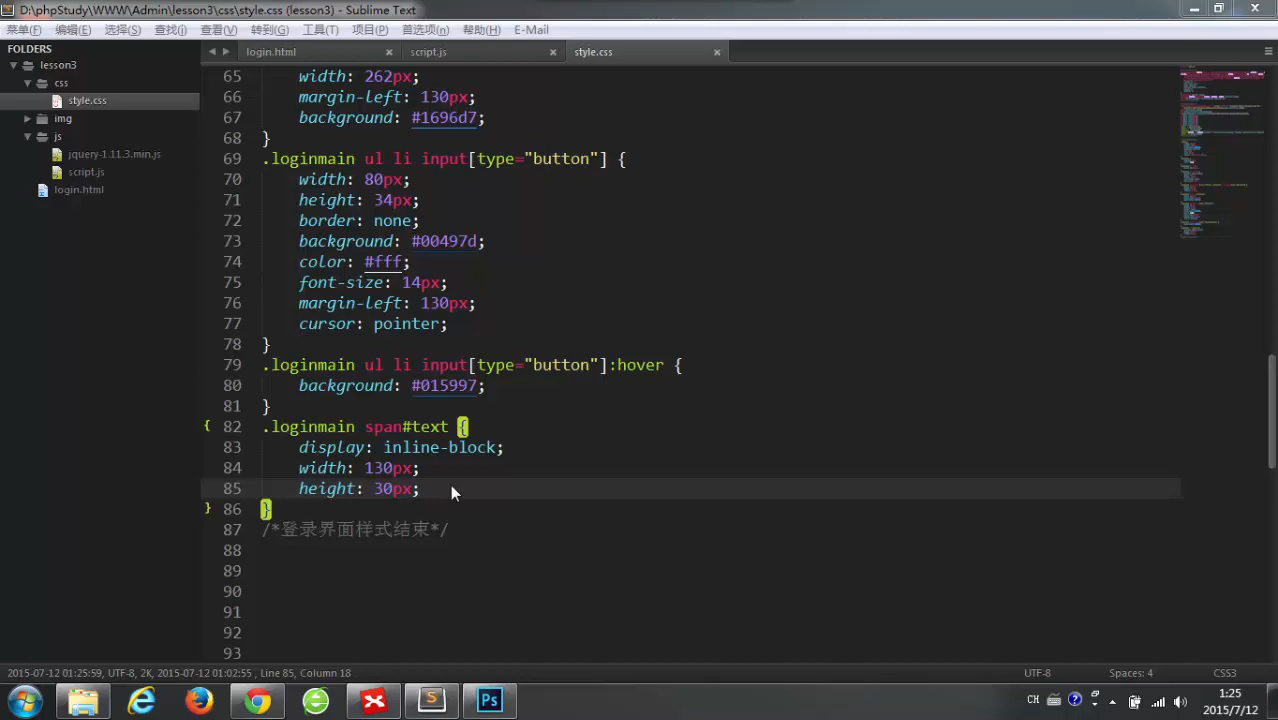 D:\phpStudy\WWW\Admin\lesson3\css\style.css (lesson3) - Sublime Text
菜单(F) 编辑(E) 选择(S) 查找(I) 查看(V) 转到(G) 工具(T) 项目(P) 首选项(n) 帮助(H) E-Mail
FOLDERS
lesson3
css
style.css
img
js
jquery-1.11.3.min.js
script.js
login.html
login.html × script.js × style.css ×
65 width: 262px;
66 margin-left: 130px;
67 background: #1696d7;
68 }
69 .loginmain ul li input[type="button"] {
70 width: 80px;
71 height: 34px;
72 border: none;
73 background: #00497d;
74 color: #fff;
75 font-size: 14px;
76 margin-left: 130px;
77 cursor: pointer;
78 }
79 .loginmain ul li input[type="button"]:hover {
80 background: #015997;
81 }
{ 82 .loginmain span#text {
83 display: inline-block;
84 width: 130px;
85 height: 30px;
} 86 }
87 /*登录界面样式结束*/
88
89
90
91
92
93
2015-07-12 01:25:59, UTF-8, 2K, 2015-07-12 01:02:55 , Line 85, Column 18 UTF-8 Spaces: 4 CSS3
Ps
CH
1:25
2015/7/12